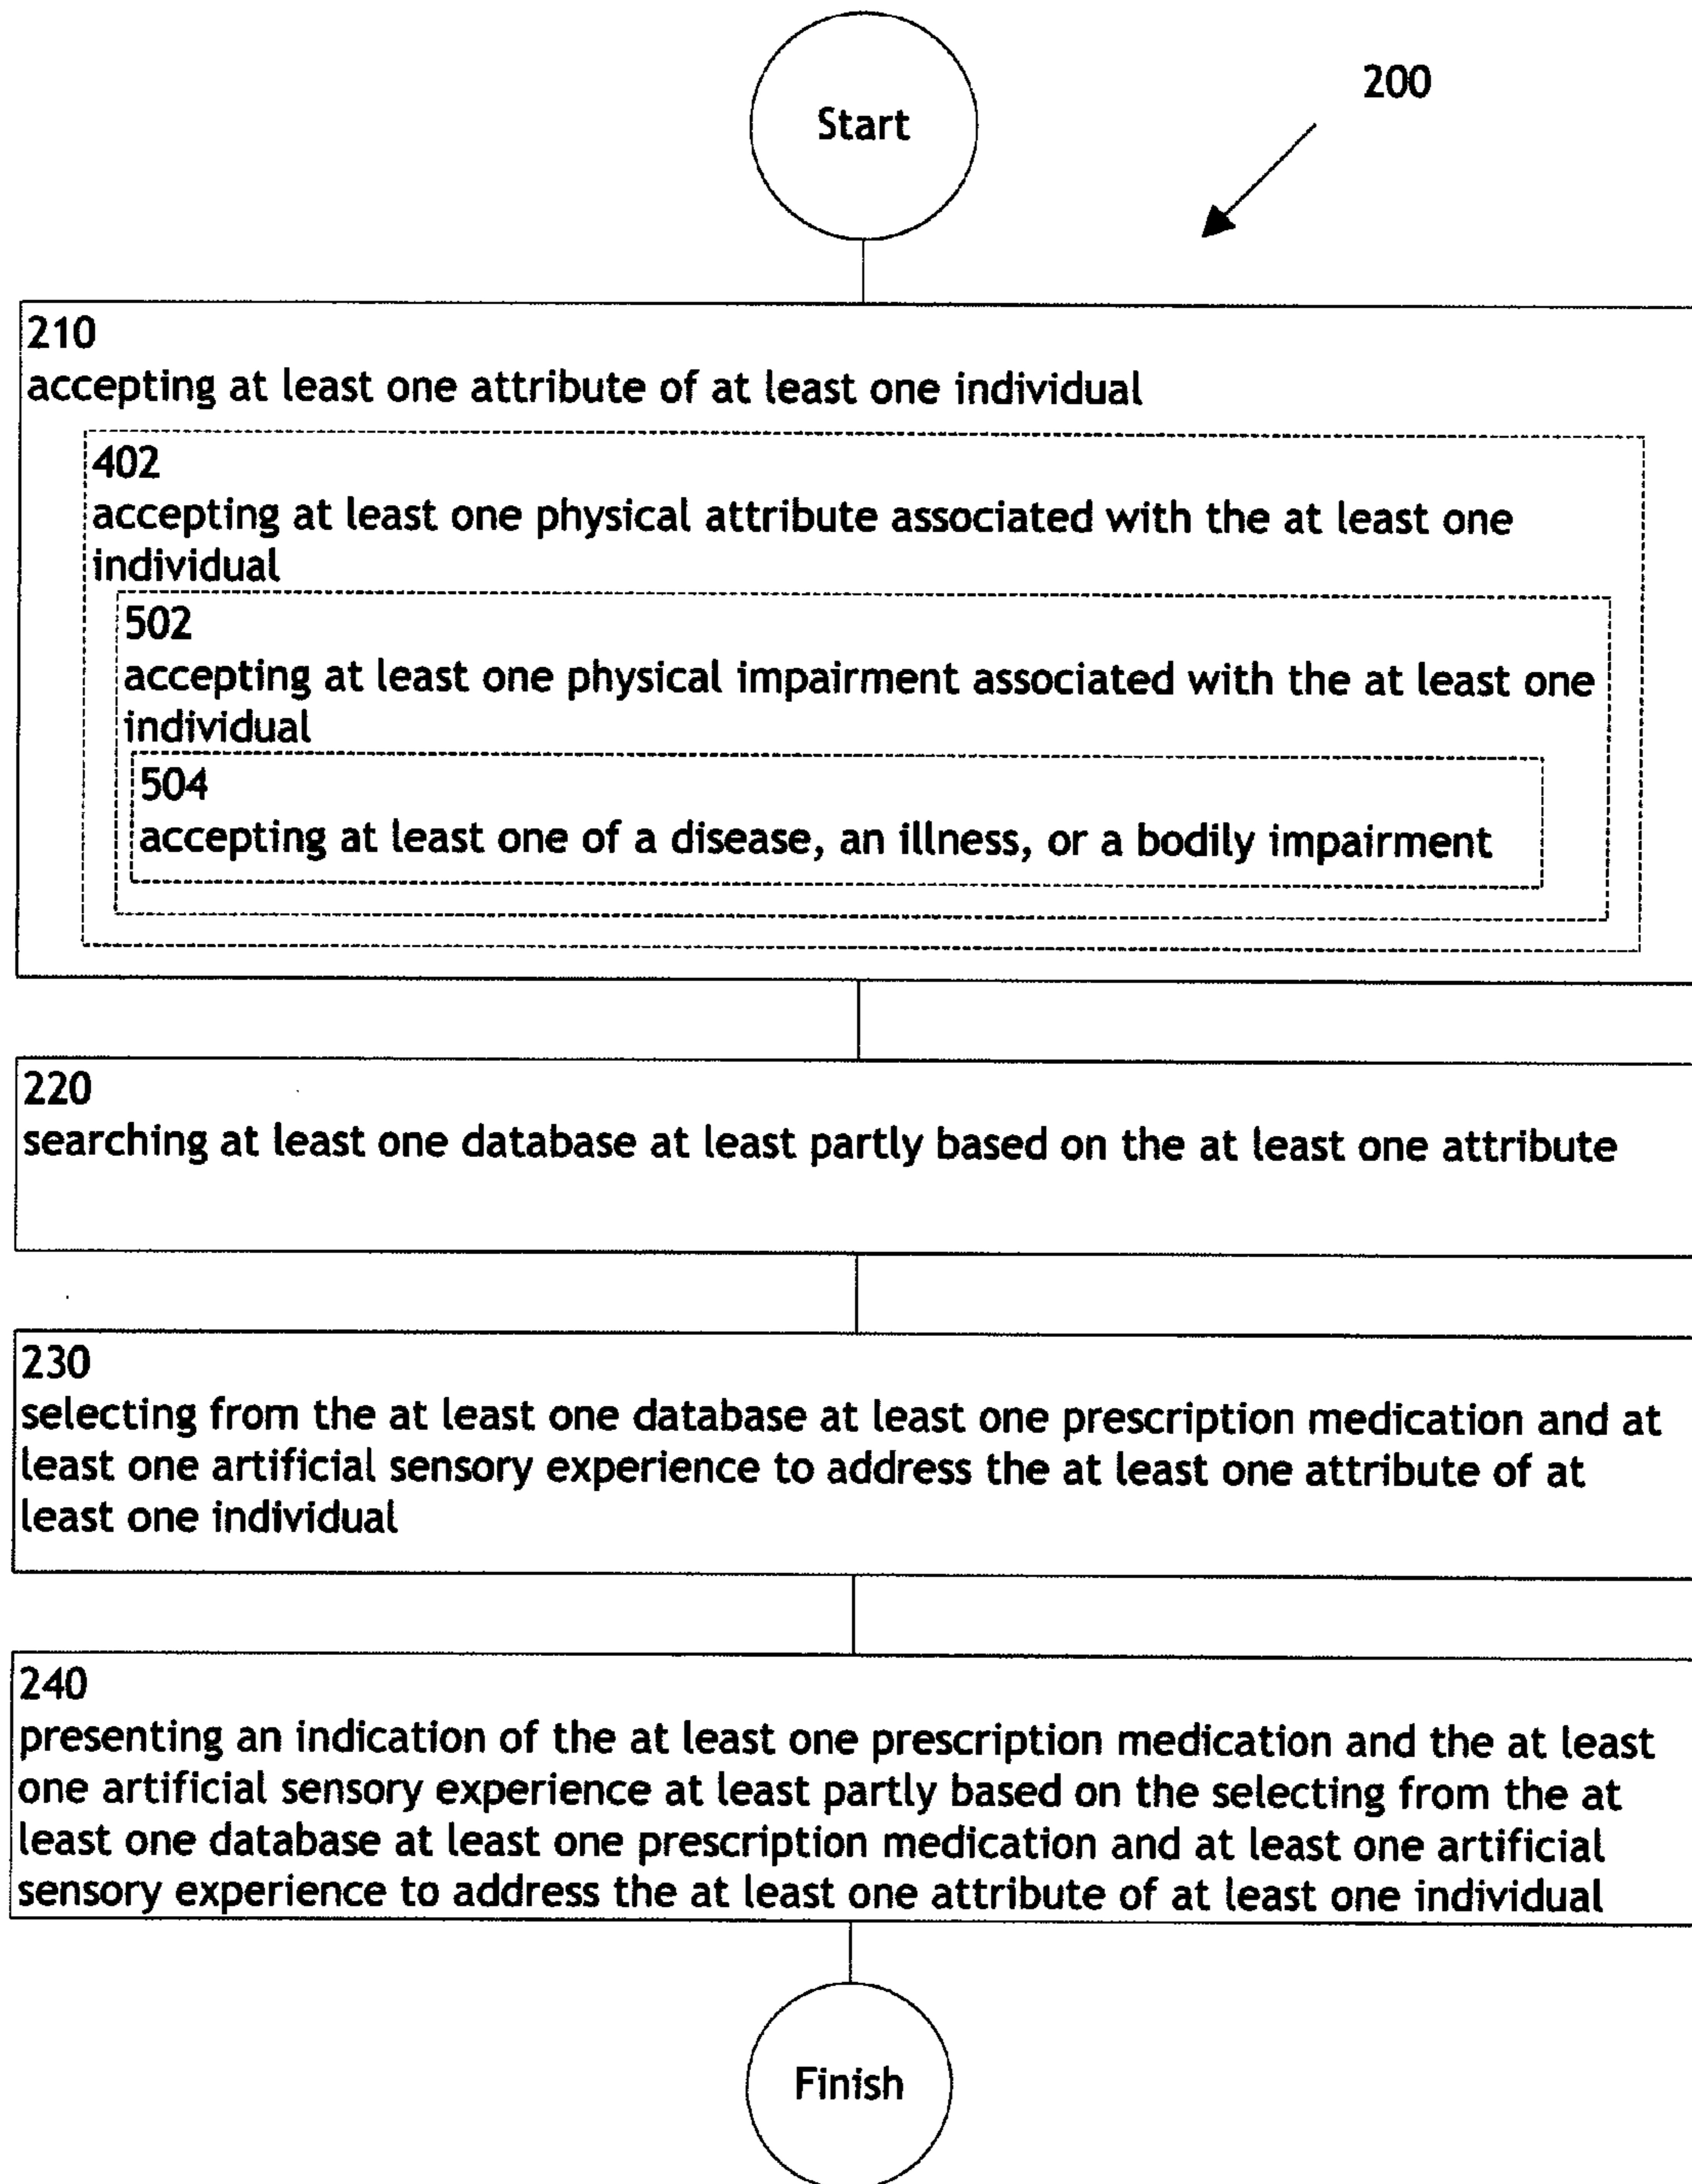 Start
200
210
accepting at least one attribute of at least one individual
402
accepting at least one physical attribute associated with the at least one
individual
502
accepting at least one physical impairment associated with the at least one
individual
504
accepting at least one of a disease, an illness, or a bodily impairment
220
searching at least one database at least partly based on the at least one attribute
230
selecting from the at least one database at least one prescription medication and at
least one artificial sensory experience to address the at least one attribute of at
least one individual
240
presenting an indication of the at least one prescription medication and the at least
one artificial sensory experience at least partly based on the selecting from the at
least one database at least one prescription medication and at least one artificial
sensory experience to address the at least one attribute of at least one individual
Finish